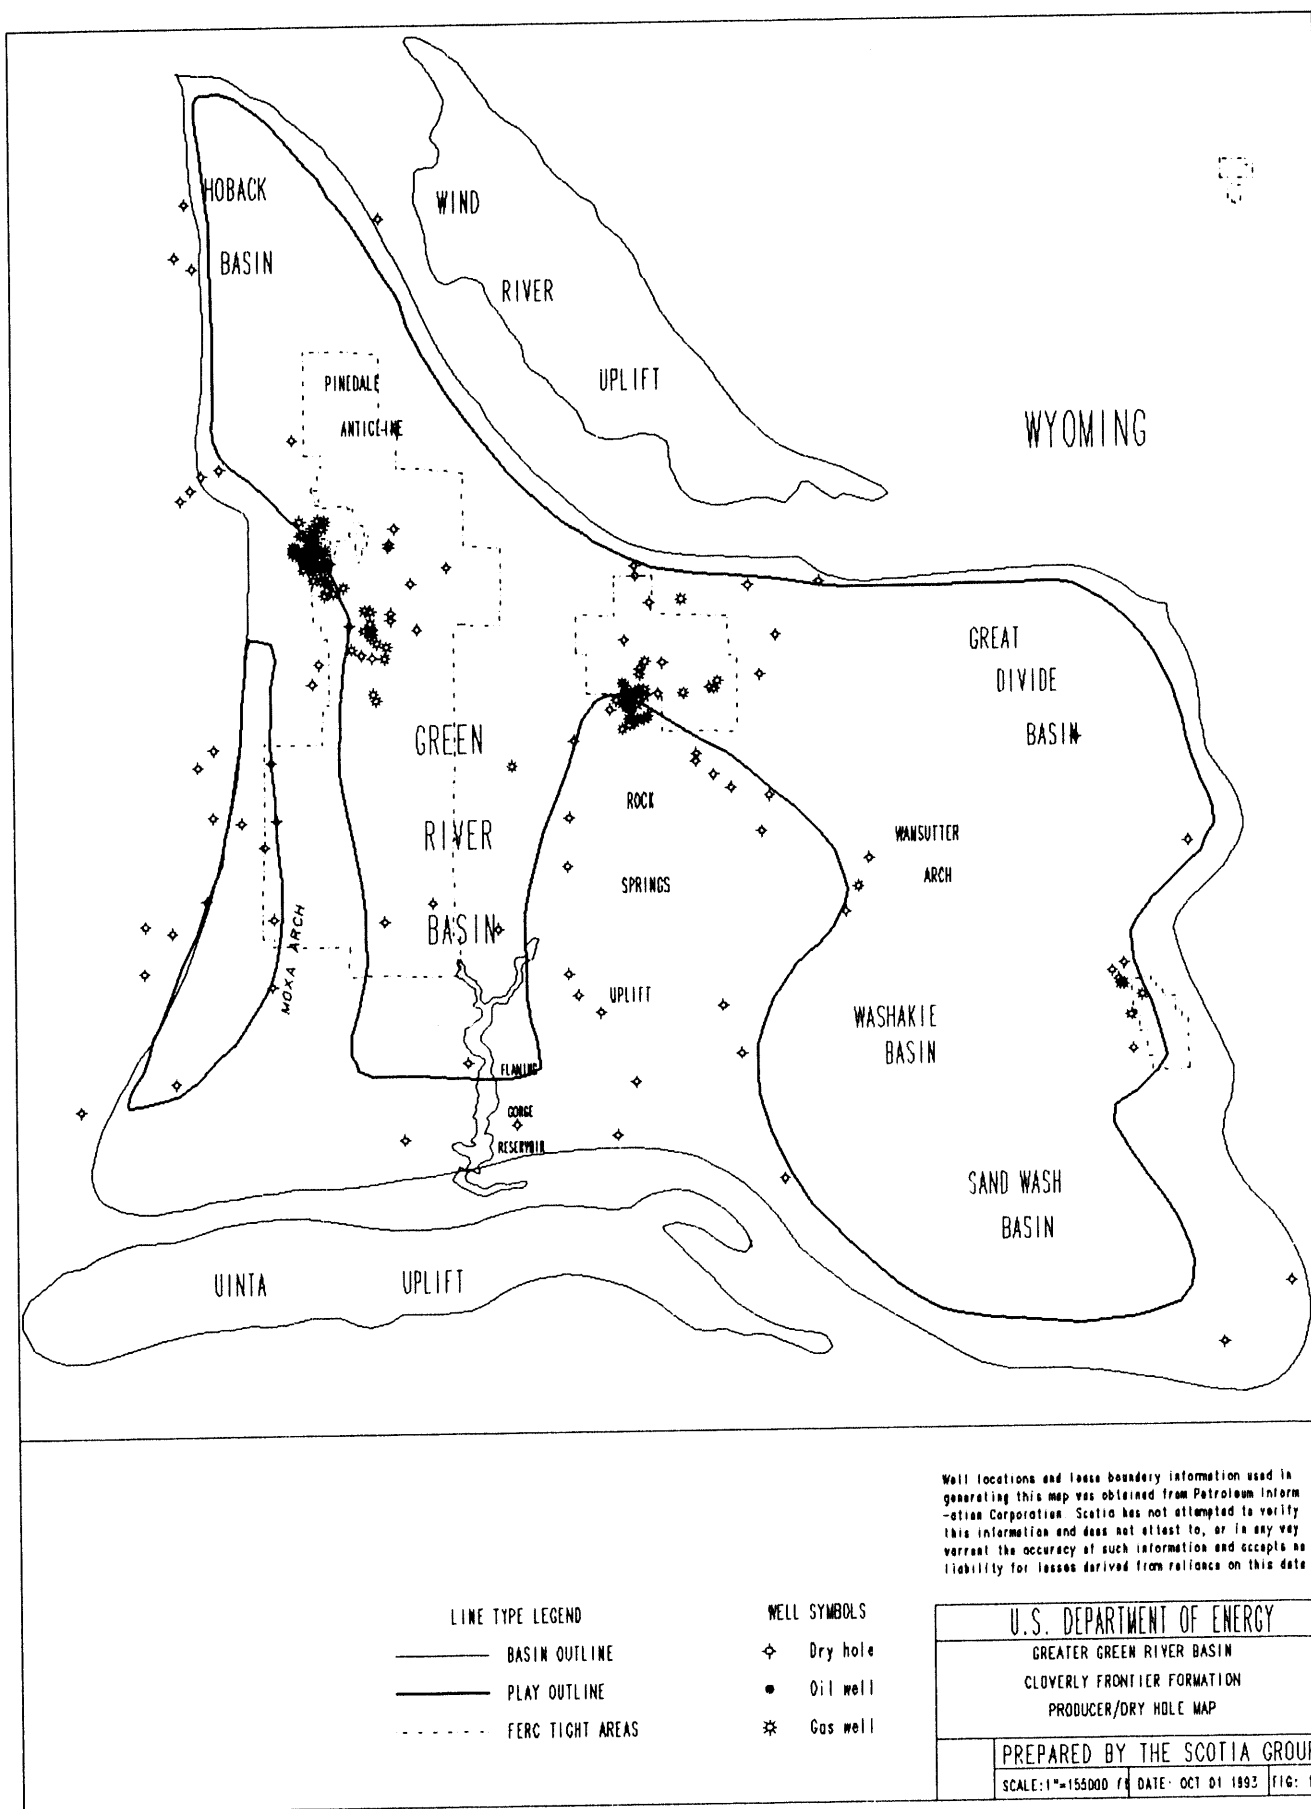 HOBACK
BASIN
WIND
RIVER
UPLIFT
PINEDALE
WYOMING
GREAT
DIVIDE
BASIN
GREEN
RIVER
BASIN
ROCK
SPRINGS
UPLIFT
WAMSUTTER
ARCH
MOXA ARCH
WASHAKIE
BASIN
FLAMING
GORGE
RESERVOIR
SAND WASH
BASIN
UINTA UPLIFT
Well locations and lease boundary information used in
generating this map was obtained from Petroleum Inform
-ation Corporation. Scotia has not attempted to verify
this information and does not attest to, or in any way
warrant the accuracy of such information and accepts no
liability for losses derived from reliance on this data
LINE TYPE LEGEND
BASIN OUTLINE
PLAY OUTLINE
FERC TIGHT AREAS
WELL SYMBOLS
Dry hole
Oil well
Gas well
U.S. DEPARTMENT OF ENERGY
GREATER GREEN RIVER BASIN
CLOVERLY FRONTIER FORMATION
PRODUCER/DRY HOLE MAP
PREPARED BY THE SCOTIA GROUP
SCALE: 1"=155000 DATE: OCT 01 1993 FIG: